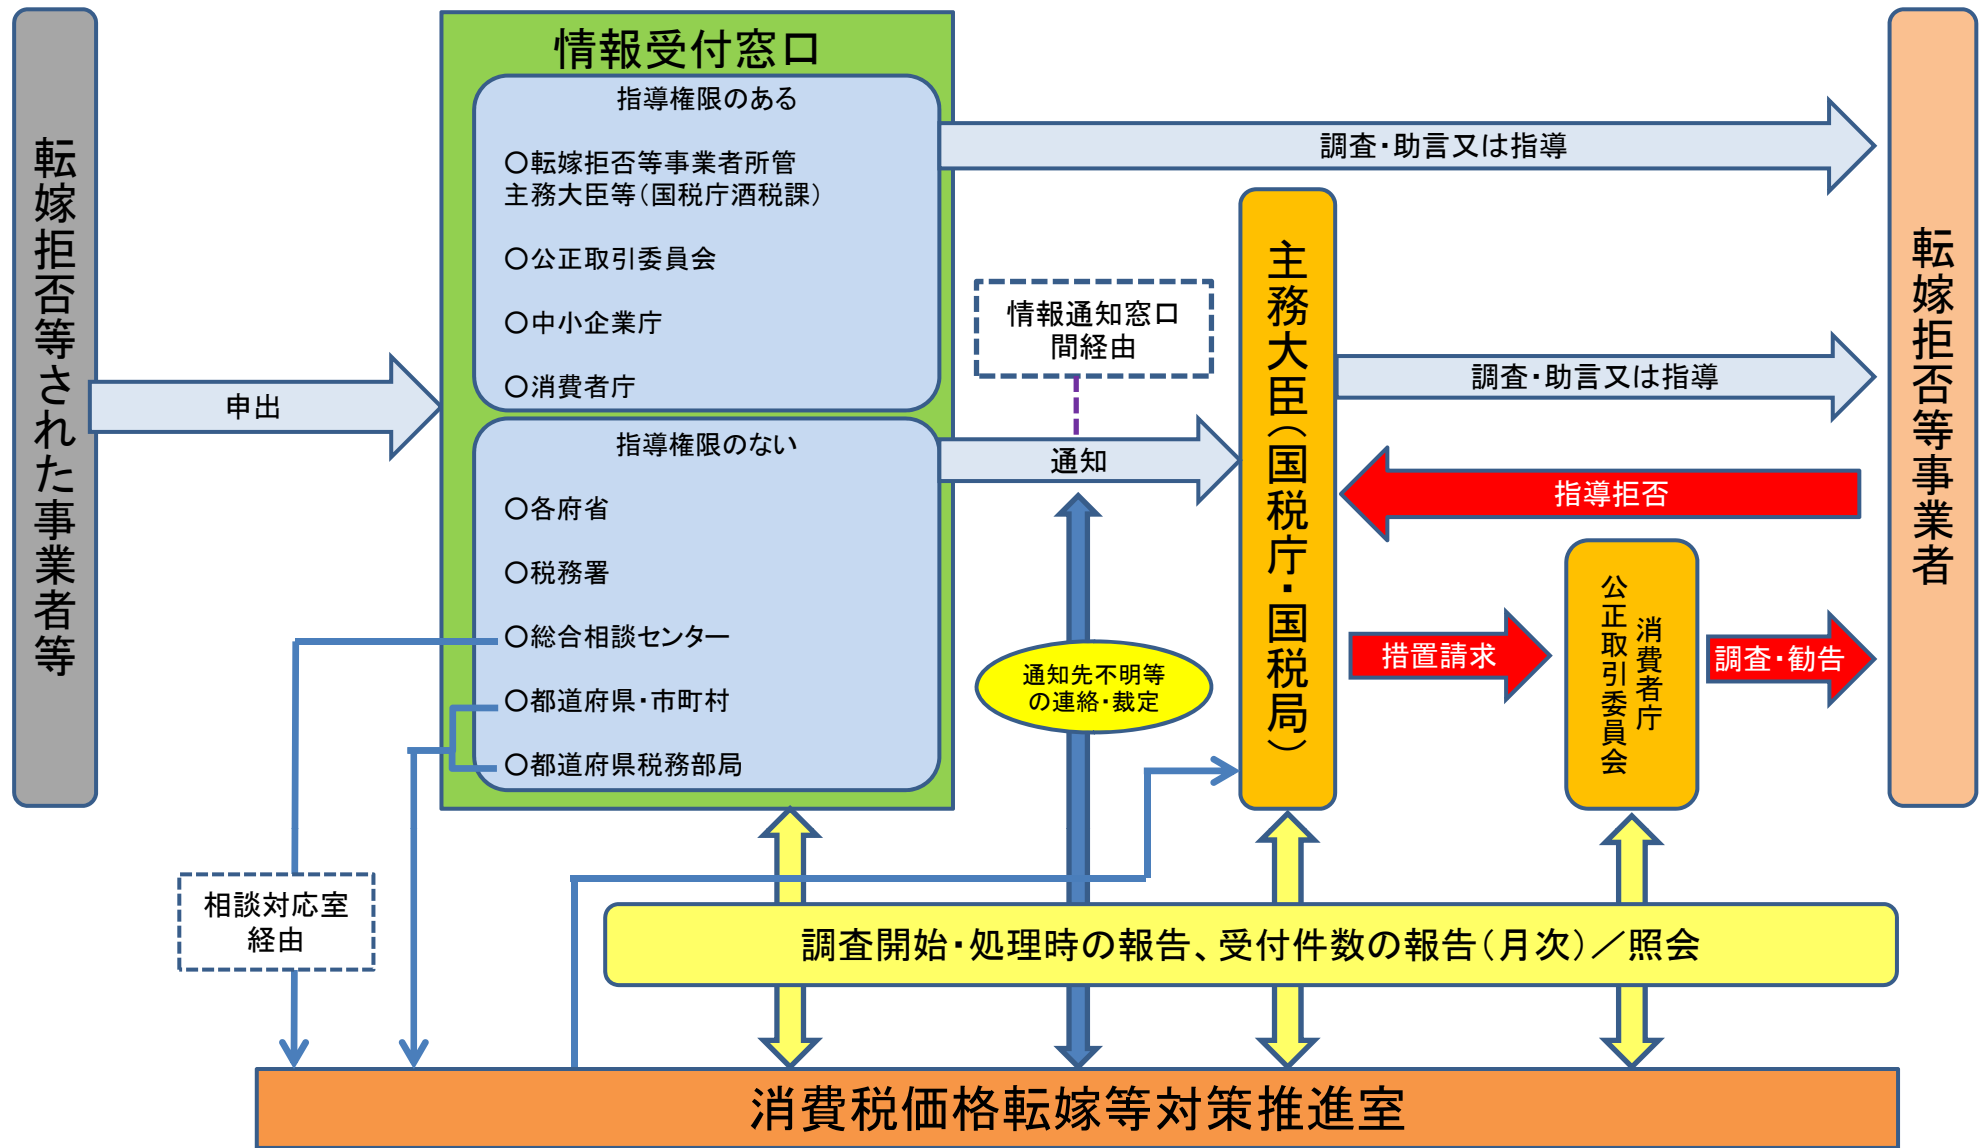 転嫁拒否等された事業者等
申出
情報受付窓口
指導権限のある
〇転嫁拒否等事業者所管
主務大臣等（国税庁酒税課）
〇公正取引委員会
〇中小企業庁
〇消費者庁
指導権限のない
〇各府省
〇税務署
〇総合相談センター
〇都道府県・市町村
〇都道府県税務部局
相談対応室
経由
調査・助言又は指導
情報通知窓口
間経由
通知
通知先不明等
の連絡・裁定
主務大臣（国税庁・国税局）
調査・助言又は指導
指導拒否
措置請求
消費者庁
公正取引委員会
調査・勧告
転嫁拒否等事業者
調査開始・処理時の報告、受付件数の報告（月次）／照会
消費税価格転嫁等対策推進室